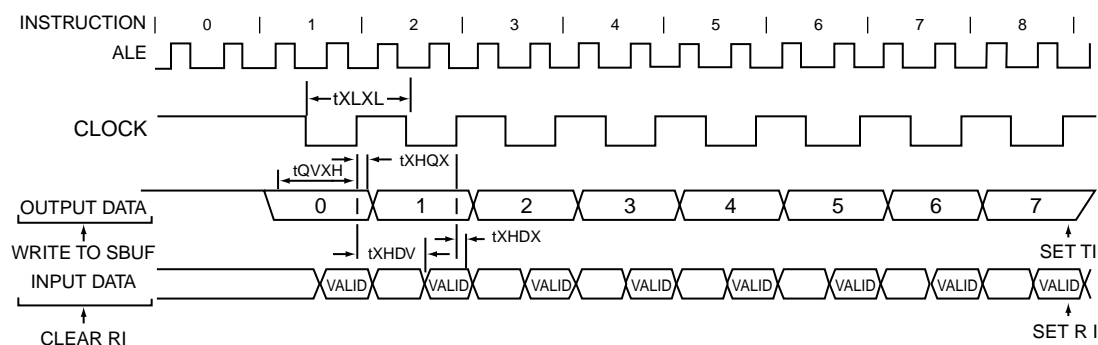 INSTRUCTION | 0 | 1 | 2 | 3 | 4 | 5 | 6 | 7 | 8 |
ALE
tXLXL
CLOCK
tQVXH
tXHQX
OUTPUT DATA
0 1 2 3 4 5 6 7
WRITE TO SBUF
tXHDV
tXHDX
SET TI
INPUT DATA
VALID VALID VALID VALID VALID VALID VALID VALID
CLEAR RI
SET R I